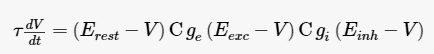 τ dV/dt = (E_rest − V) C g_e (E_exc − V) C g_i (E_inh − V)